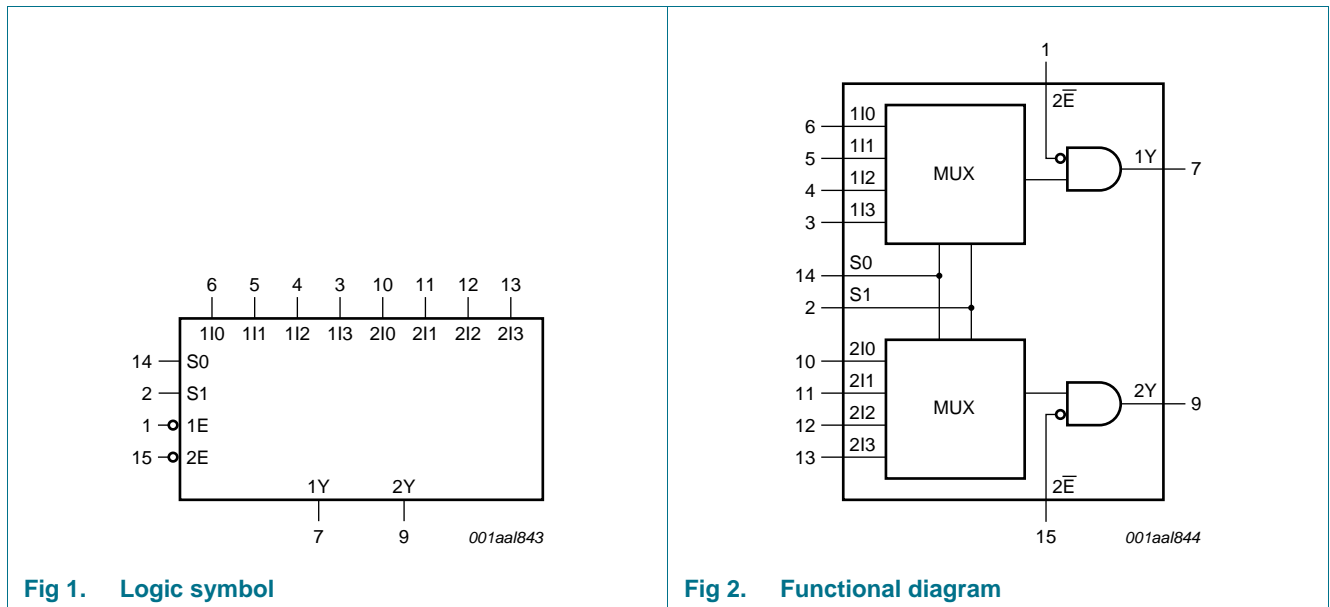 6 5 4 3 10 11 12 13
1I0 1I1 1I2 1I3 2I0 2I1 2I2 2I3
14 S0
2 S1
1 1E
15 2E
1Y 2Y
7 9 001aal843
Fig 1. Logic symbol
1
2E̅
6 1I0
5 1I1
4 1I2
3 1I3
MUX
1Y 7
14 S0
2 S1
10 2I0
11 2I1
12 2I2
13 2I3
MUX
2Y 9
2E̅
15 001aal844
Fig 2. Functional diagram